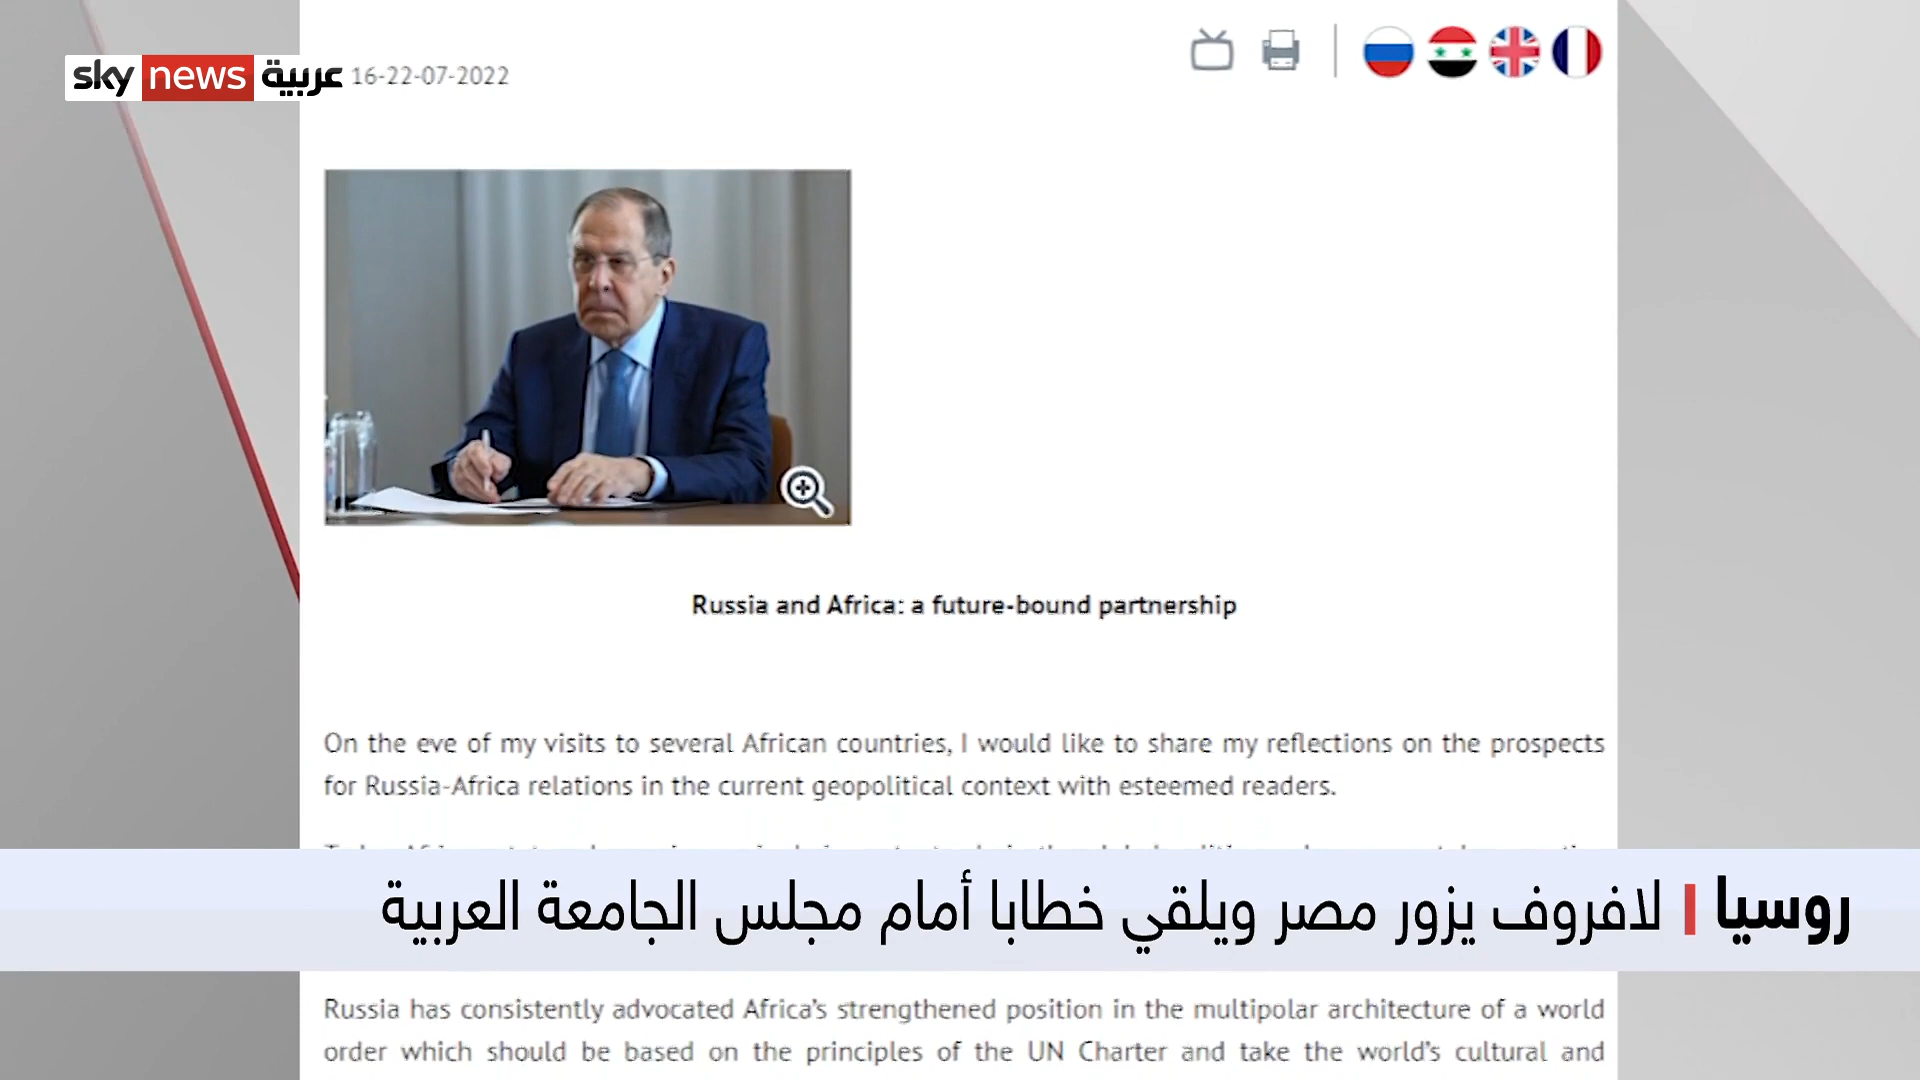 sky news عربية
16-22-07-2022
Russia and Africa: a future-bound partnership
On the eve of my visits to several African countries, I would like to share my reflections on the prospects
for Russia-Africa relations in the current geopolitical context with esteemed readers.
روسيا | لافروف يزور مصر ويلقي خطابا أمام مجلس الجامعة العربية
Russia has consistently advocated Africa's strengthened position in the multipolar architecture of a world
order which should be based on the principles of the UN Charter and take the world's cultural and